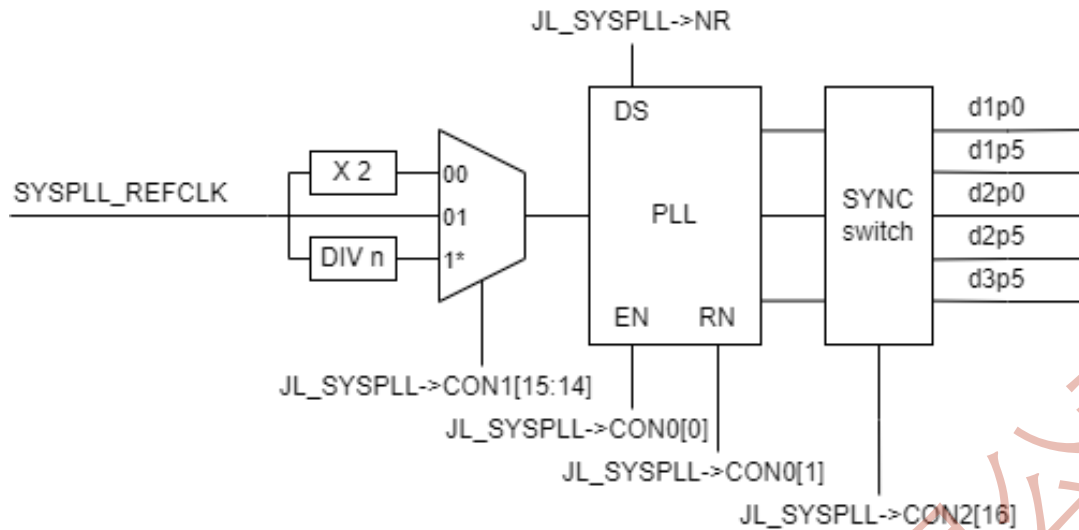 JL_SYSPLL->NR
DS
d1p0
d1p5
X 2
00
SYSPLL_REFCLK
01
PLL
SYNC
switch
d2p0
d2p5
DIV n
1*
d3p5
EN
RN
JL_SYSPLL->CON1[15:14]
JL_SYSPLL->CON0[0]
JL_SYSPLL->CON0[1]
JL_SYSPLL->CON2[16]